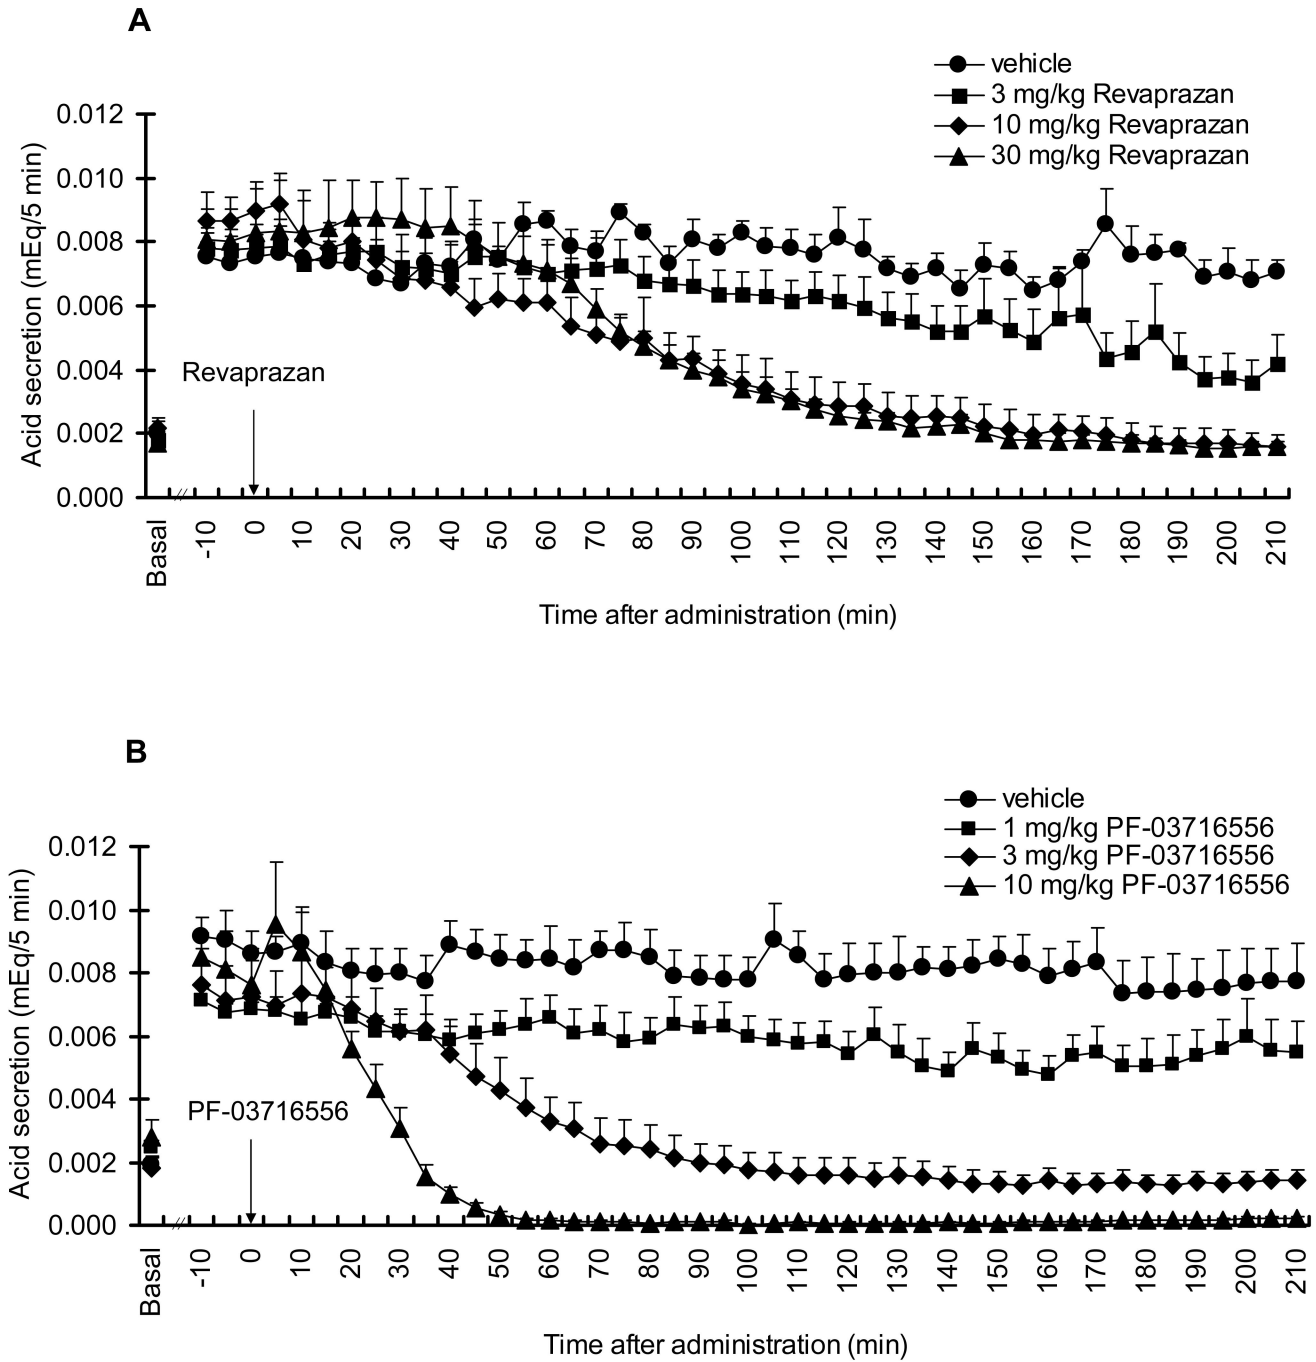 A
vehicle
3 mg/kg Revaprazan
10 mg/kg Revaprazan
30 mg/kg Revaprazan
Acid secretion (mEq/5 min)
0.012
0.010
0.008
0.006
0.004
0.002
0.000
Revaprazan
Basal -10 0 10 20 30 40 50 60 70 80 90 100 110 120 130 140 150 160 170 180 190 200 210
Time after administration (min)
B
vehicle
1 mg/kg PF-03716556
3 mg/kg PF-03716556
10 mg/kg PF-03716556
Acid secretion (mEq/5 min)
0.012
0.010
0.008
0.006
0.004
0.002
0.000
PF-03716556
Basal -10 0 10 20 30 40 50 60 70 80 90 100 110 120 130 140 150 160 170 180 190 200 210
Time after administration (min)